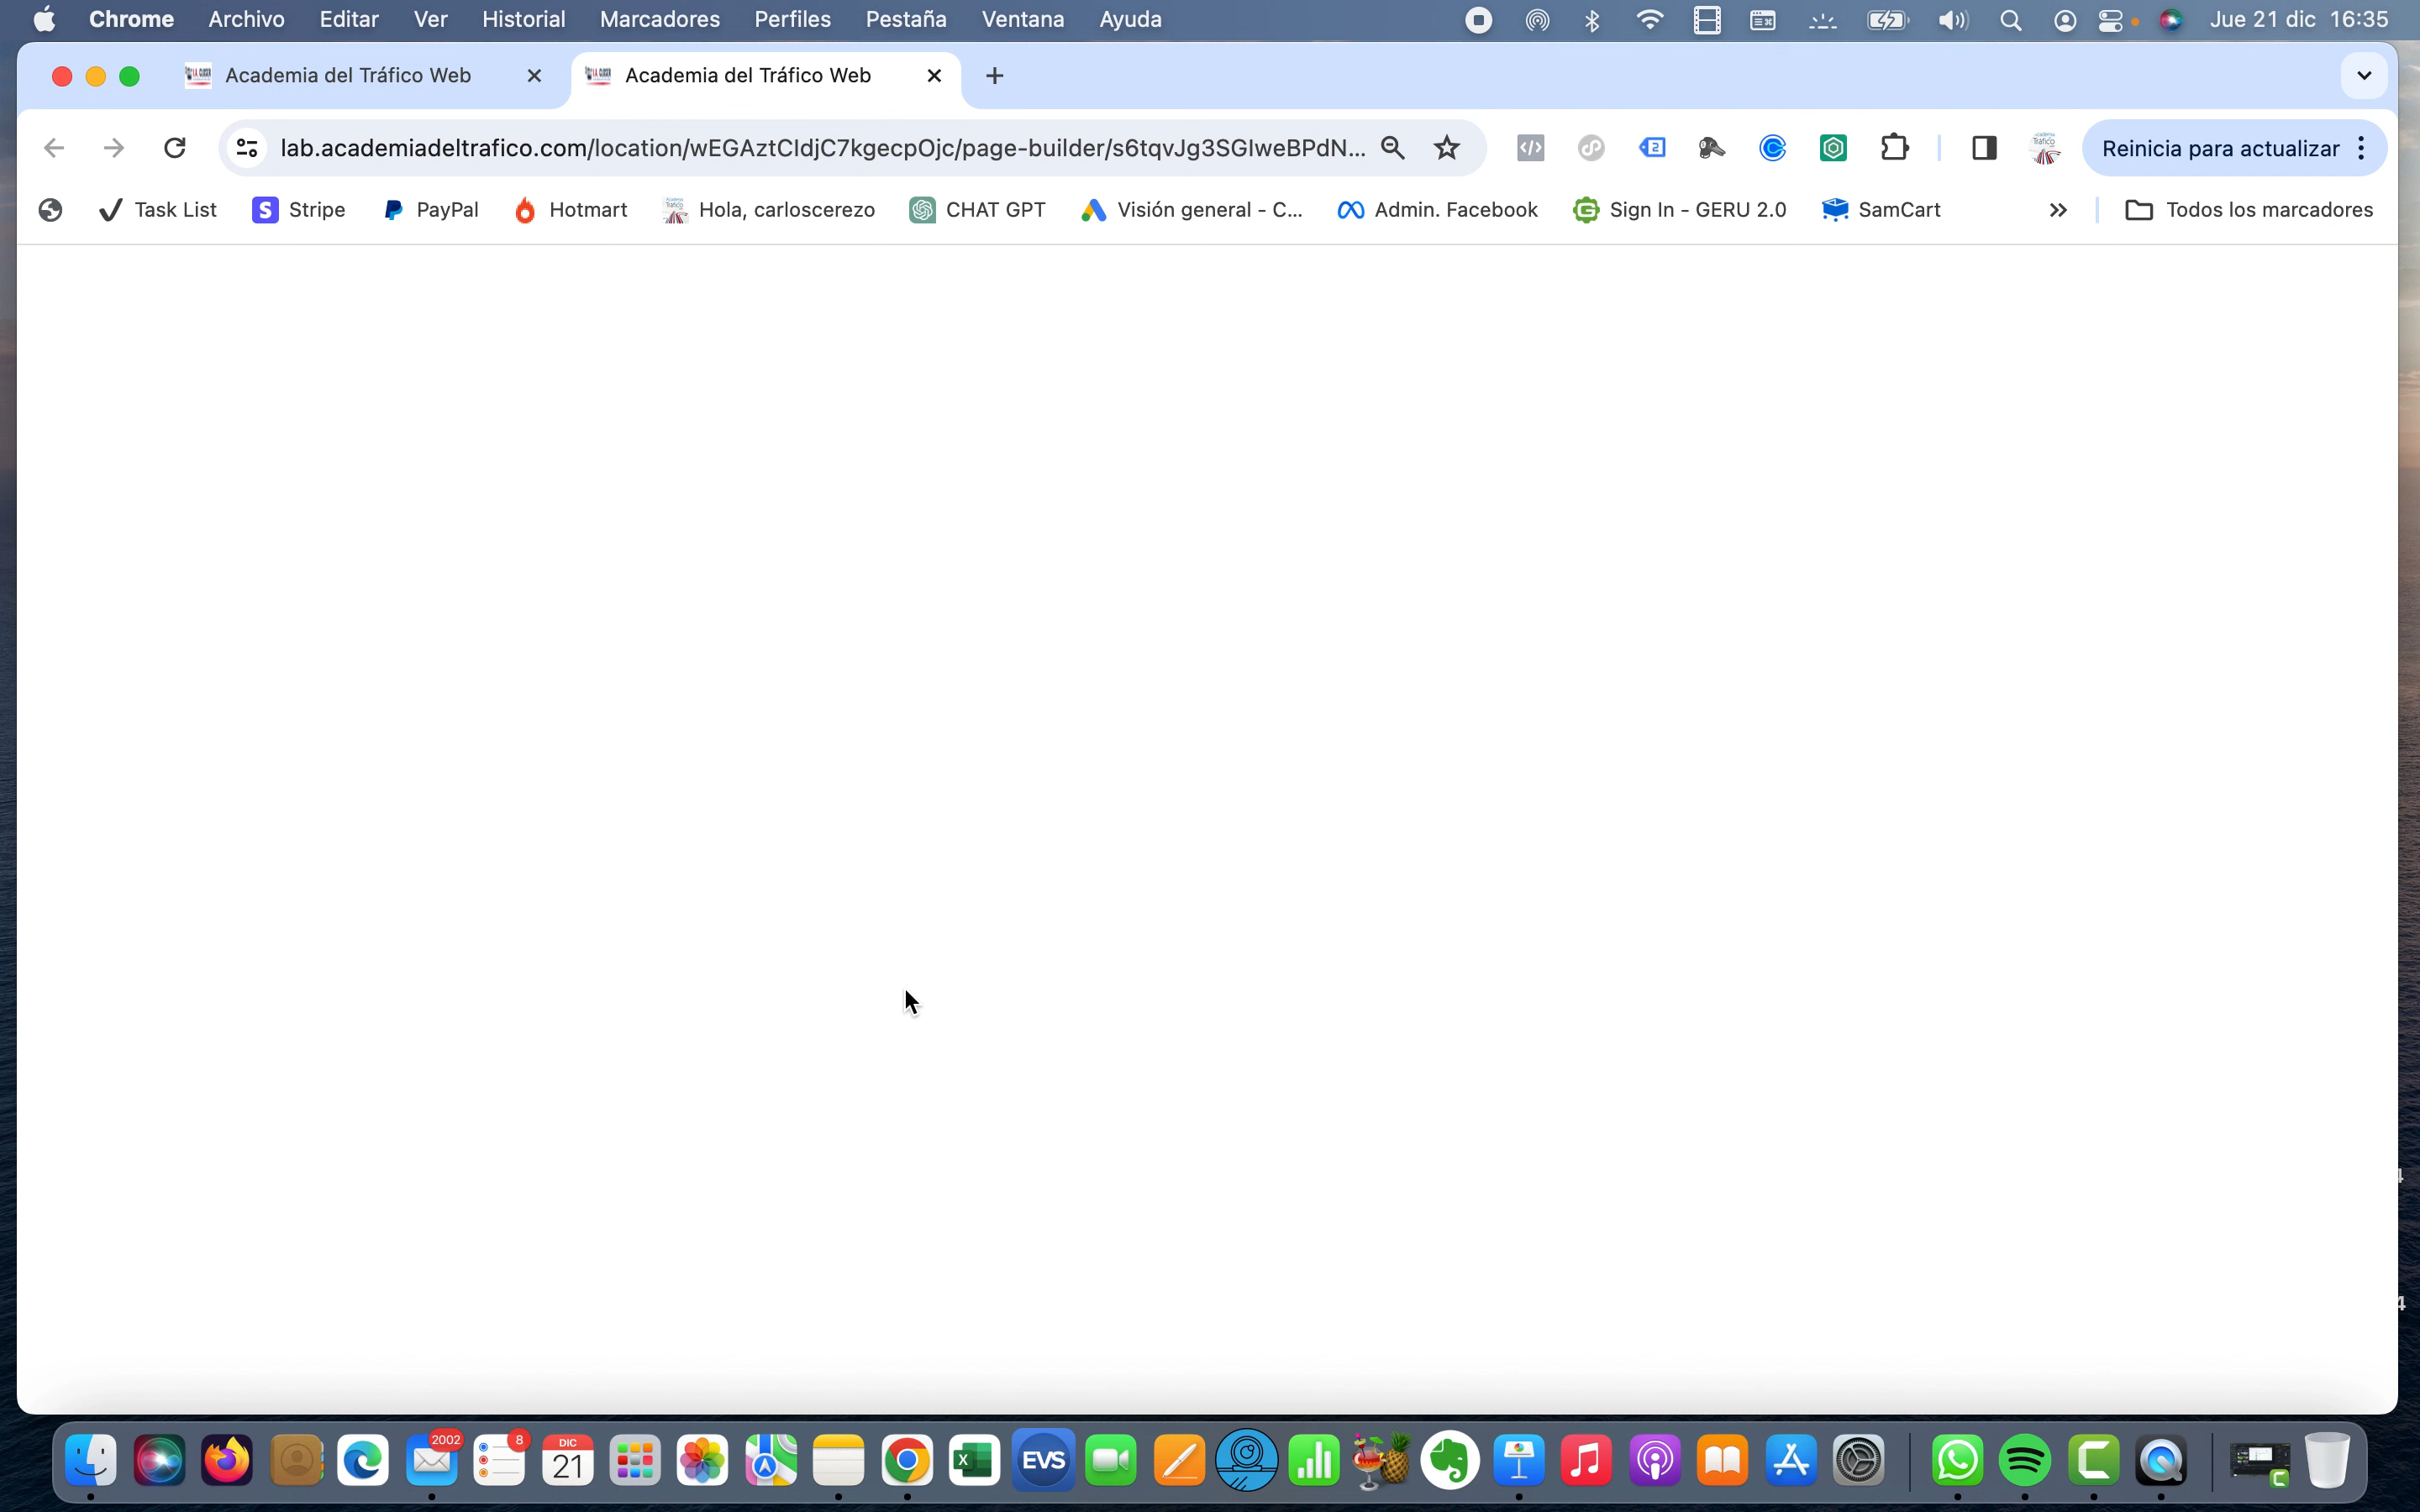 Chrome Archivo Editar Ver Historial Marcadores Perfiles Pestaña Ventana Ayuda Jue 21 dic 16:35
Academia del Tráfico Web Academia del Tráfico Web
lab.academiadeltrafico.com/location/wEGAztCIdjC7kgecpOjc/page-builder/s6tqvJg3SGlweBPdN... 2 Reinicia para actualizar
Task List S Stripe PayPal Hotmart Hola, carloscerezo CHAT GPT Visión general - C... Admin. Facebook Sign In - GERU 2.0 SamCart Todos los marcadores
4
2002 8 DIC 21 EVS